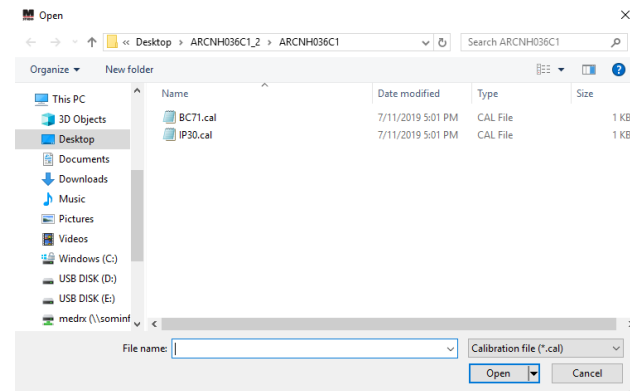 Open
« Desktop > ARCNH036C1_2 > ARCNH036C1
Search ARCNH036C1
Organize
New folder
Name
Date modified
Type
Size
This PC
3D Objects
Desktop
Documents
Downloads
Music
Pictures
Videos
Windows (C:)
USB DISK (D:)
USB DISK (E:)
medrx (\\sominf
BC71.cal 7/11/2019 5:01 PM CAL File 1 KB
IP30.cal 7/11/2019 5:01 PM CAL File 1 KB
File name:
Calibration file (*.cal)
Open
Cancel